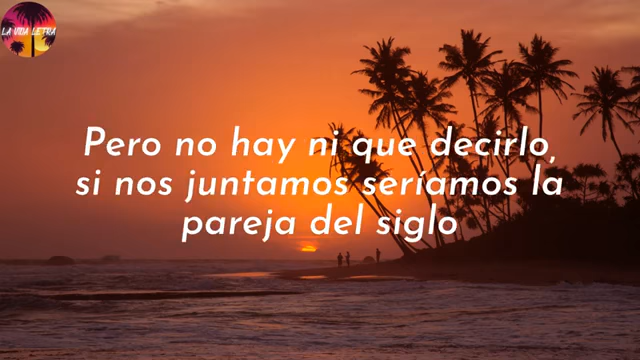 LA VIDA LETRA
Pero no hay ni que decirlo,
si nos juntamos seríamos la
pareja del siglo